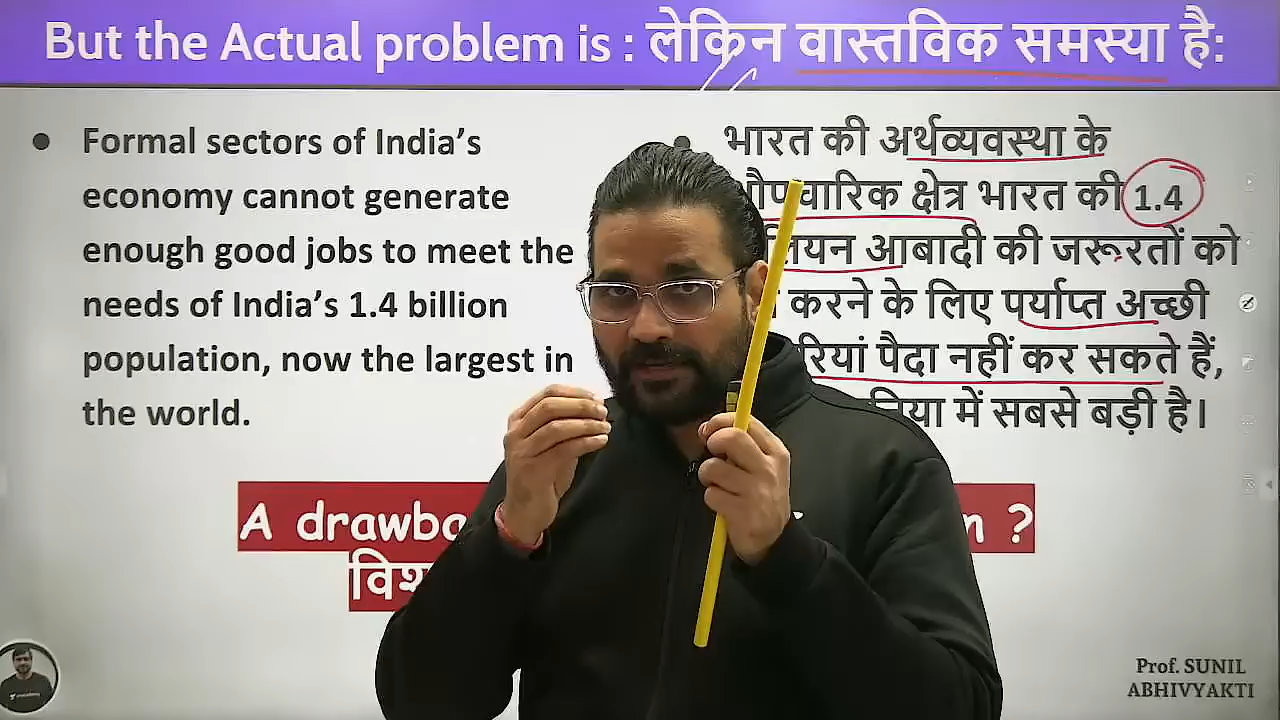 But the Actual problem is : लेकिन वास्तविक समस्या है:
Formal sectors of India's
economy cannot generate
enough good jobs to meet the
needs of India's 1.4 billion
population, now the largest in
the world.
भारत की अर्थव्यवस्था के
क्षेत्र भारत की 1.4
आबादी की जरूरतों को
करने के लिए पर्याप्त अच्छी
पैदा नहीं कर सकते हैं,
में सबसे बड़ी है।
A ?
Prof. SUNIL
ABHIVYAKTI